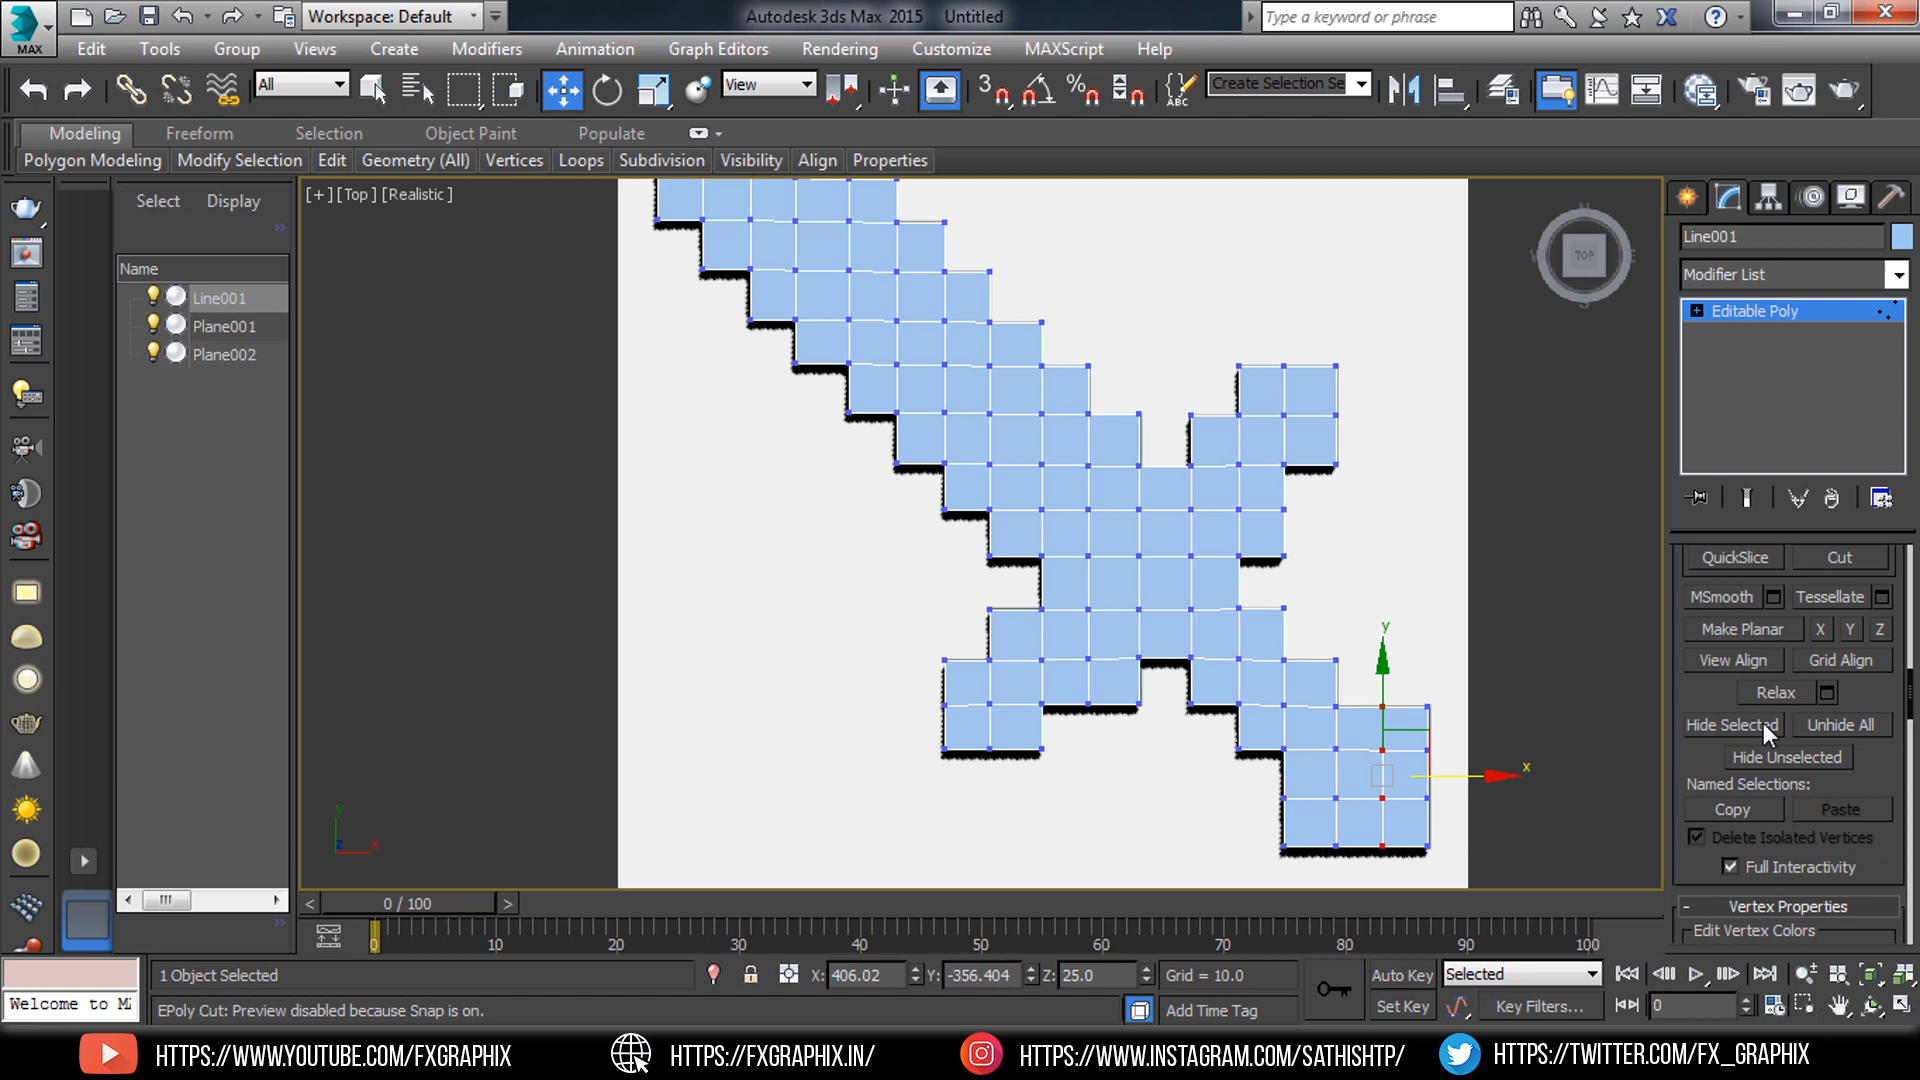 MAX
Workspace: Default
Autodesk 3ds Max 2015 Untitled
Type a keyword or phrase
Edit Tools Group Views Create Modifiers Animation Graph Editors Rendering Customize MAXScript Help
All
View
3
%
ABC
Create Selection Se
Modeling Freeform Selection Object Paint Populate
Polygon Modeling Modify Selection Edit Geometry (All) Vertices Loops Subdivision Visibility Align Properties
Select Display
[+] [Top] [Realistic]
TOP
Line001
Name
Modifier List
Line001
Plane001
Plane002
Editable Poly
QuickSlice Cut
MSmooth Tessellate
Make Planar X Y Z
View Align Grid Align
Relax
Hide Selected Unhide All
Hide Unselected
Named Selections:
Copy Paste
Delete Isolated Vertices
Full Interactivity
Vertex Properties
Edit Vertex Colors
y
x
y
z x
< 0 / 100 >
0 10 20 30 40 50 60 70 80 90 100
1 Object Selected X: 406.02 Y: -356.404 Z: 25.0 Grid = 10.0 Auto Key Selected
Welcome to M
EPoly Cut: Preview disabled because Snap is on. Add Time Tag Set Key Key Filters... 0
HTTPS://WWW.YOUTUBE.COM/FXGRAPHIX HTTPS://FXGRAPHIX.IN/ HTTPS://WWW.INSTAGRAM.COM/SATHISHTP/ HTTPS://TWITTER.COM/FX_GRAPHIX